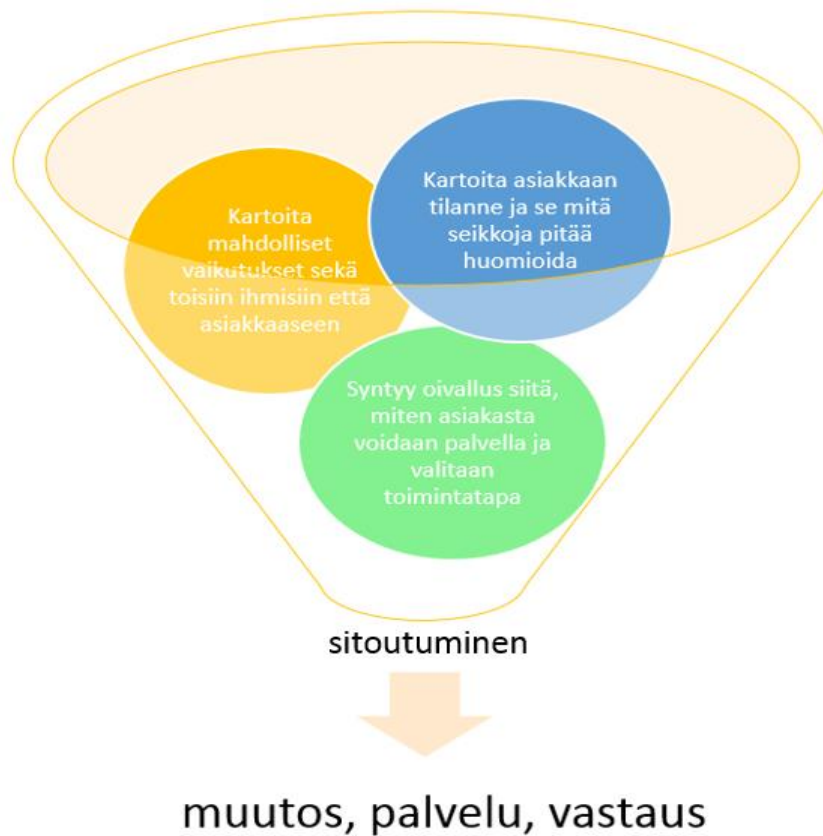 Kartoita asiakkaan
tilanne ja se mitä
seikkoja pitää
huomioida
Kartoita
mahdolliset
vaikutukset sekä
toisiin ihmisiin että
asiakkaaseen
Syntyy oivallus siitä,
miten asiakasta
voidaan palvella ja
valitaan
toimintatapa
sitoutuminen
muutos, palvelu, vastaus